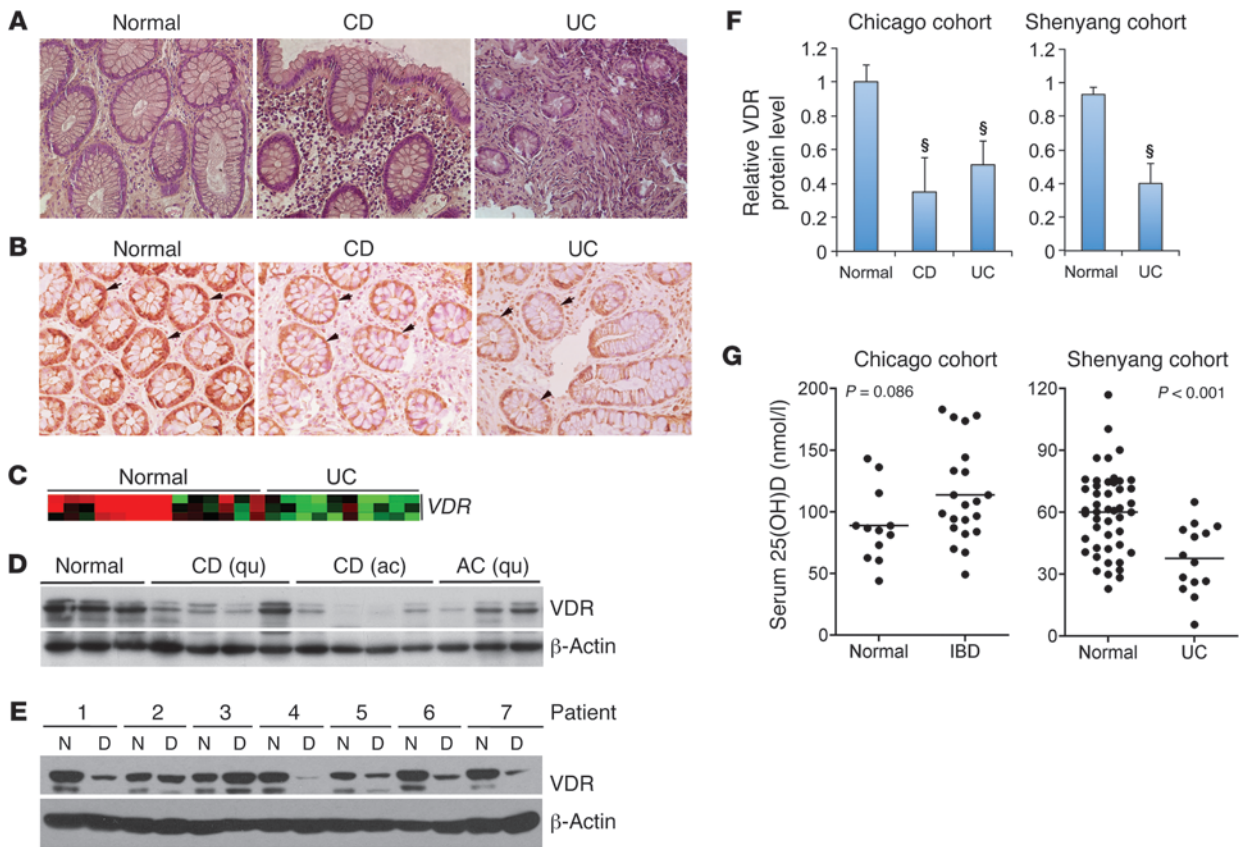 A
Normal CD UC
B
Normal CD UC
C
Normal UC
VDR
D
Normal CD (qu) CD (ac) AC (qu)
VDR
β-Actin
E
1 2 3 4 5 6 7 Patient
N D N D N D N D N D N D N D
VDR
β-Actin
F
Chicago cohort
Relative VDR
protein level
1.2
1
0.8
0.6
0.4
0.2
0
§ §
Normal CD UC
Shenyang cohort
1.2
1
0.8
0.6
0.4
0.2
0
§
Normal UC
G
Chicago cohort
Serum 25(OH)D (nmol/l)
200
150
100
50
0
P = 0.086
Normal IBD
Shenyang cohort
120
90
60
30
0
P < 0.001
Normal UC